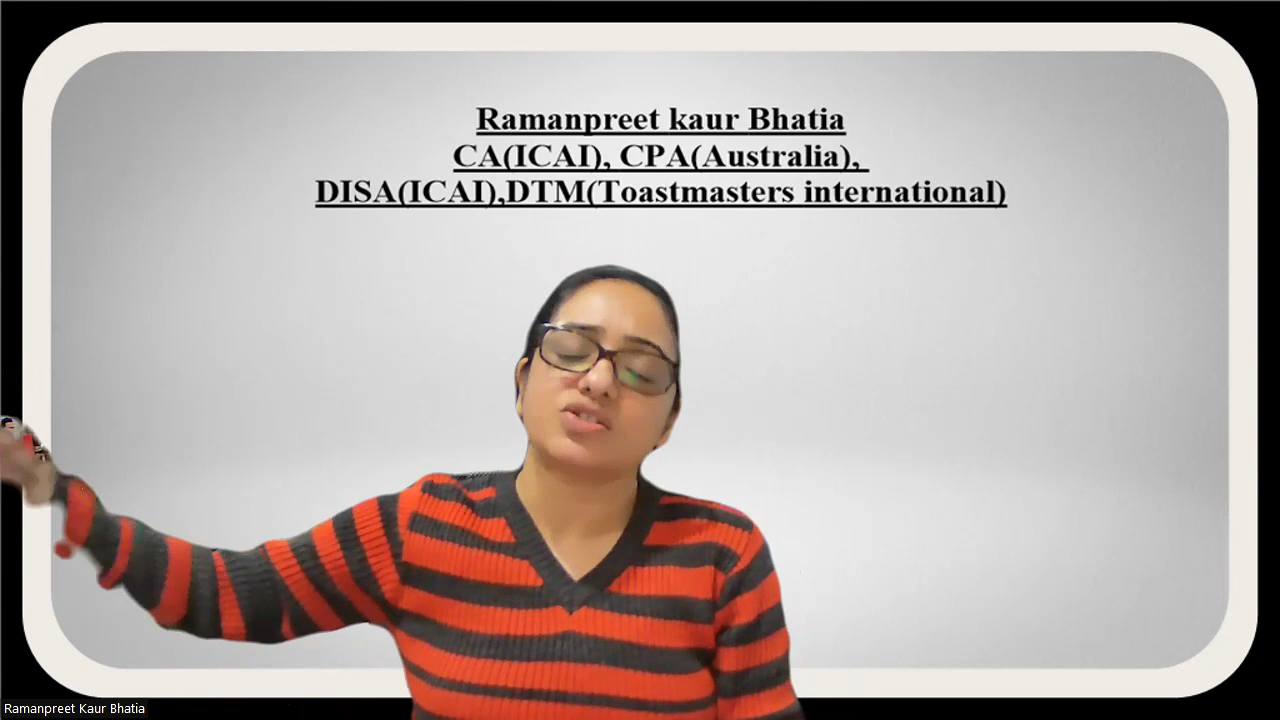 Ramanpreet kaur Bhatia
CA(ICAI), CPA(Australia),
DISA(ICAI),DTM(Toastmasters international)
Ramanpreet Kaur Bhatia